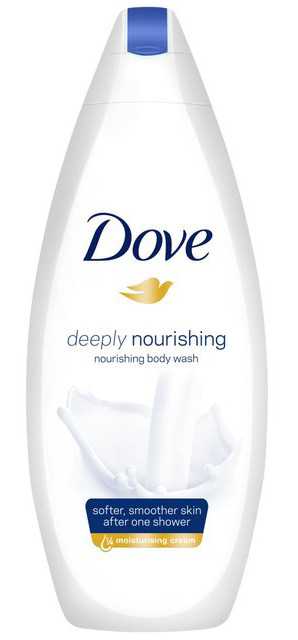 Dove
deeply nourishing
nourishing body wash
softer, smoother skin
after one shower
¼ moisturising cream